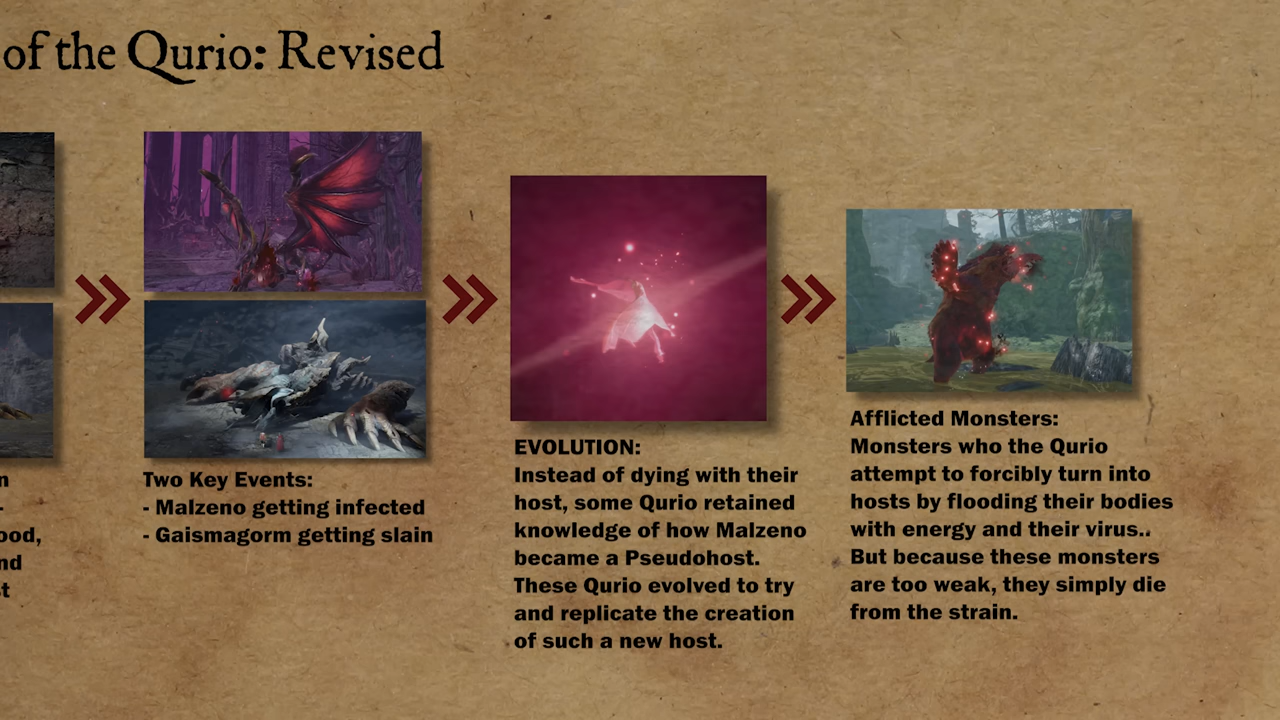 of the Qurio: Revised
n
-
ood,
nd
st
Two Key Events:
- Malzeno getting infected
- Gaismagorm getting slain
EVOLUTION:
Instead of dying with their
host, some Qurio retained
knowledge of how Malzeno
became a Pseudohost.
These Qurio evolved to try
and replicate the creation
of such a new host.
Afflicted Monsters:
Monsters who the Qurio
attempt to forcibly turn into
hosts by flooding their bodies
with energy and their virus..
But because these monsters
are too weak, they simply die
from the strain.